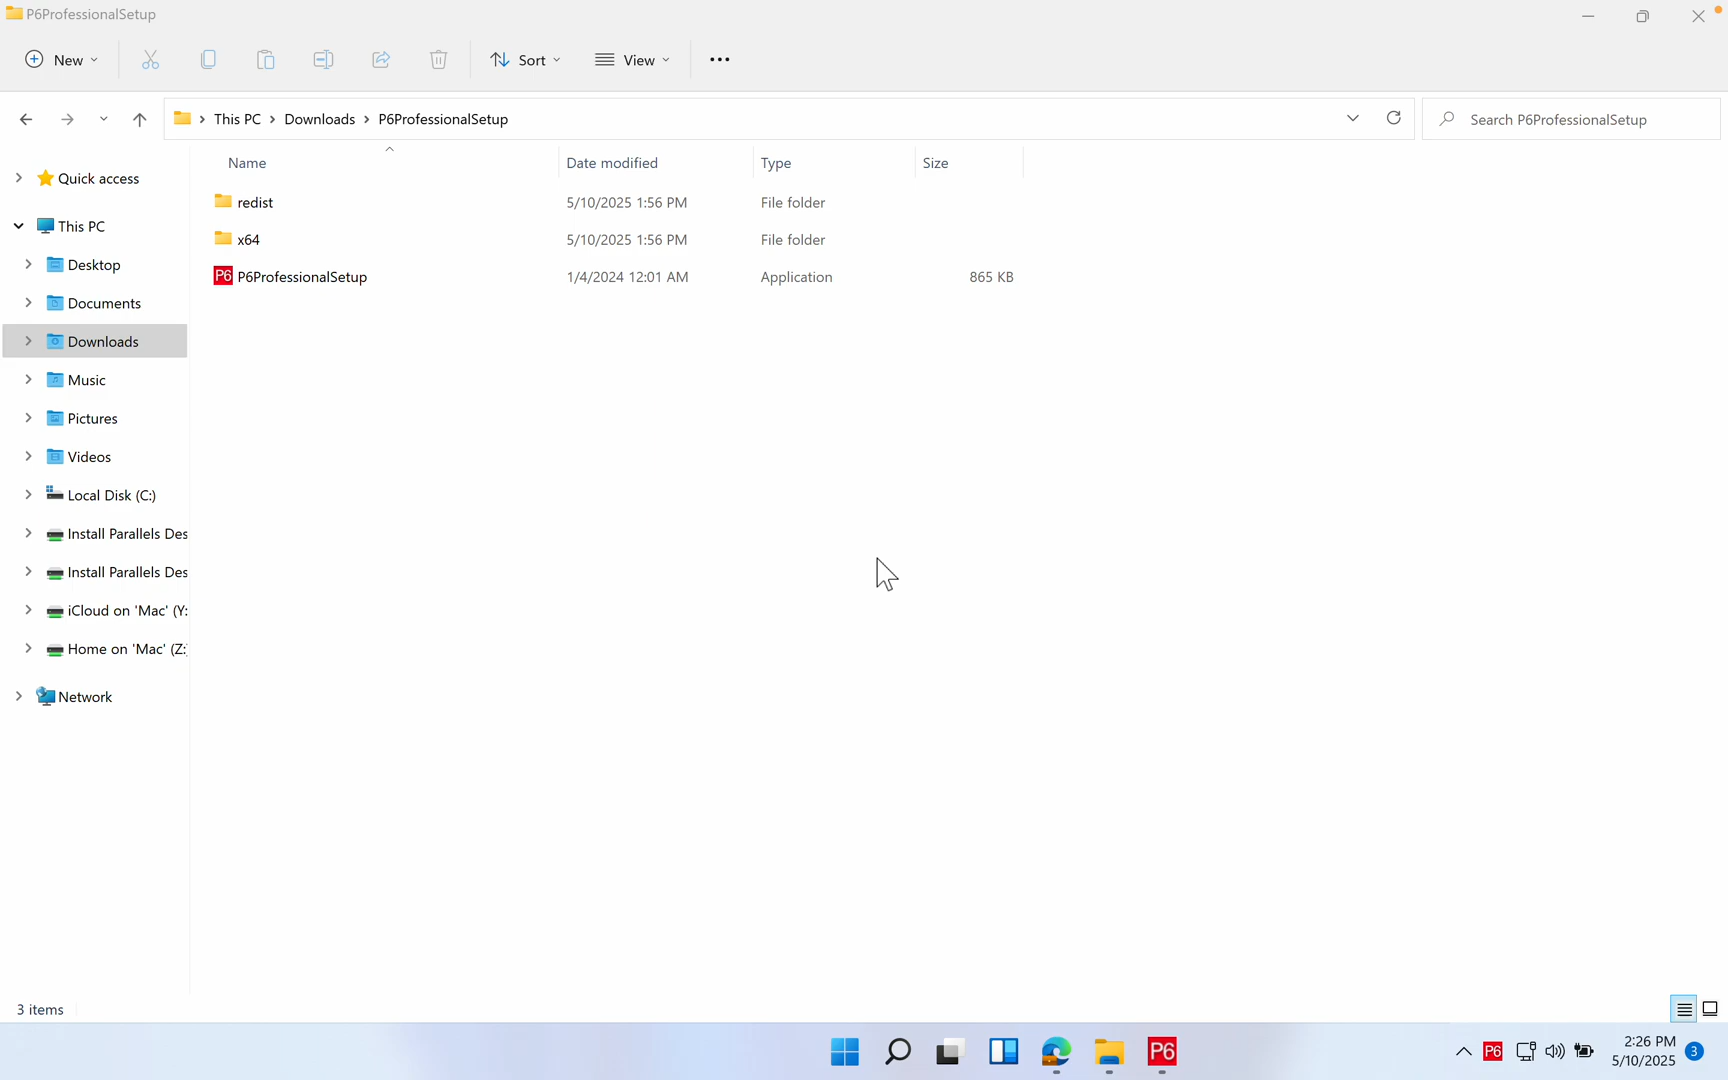 P6ProfessionalSetup
New
Sort
View
This PC > Downloads > P6ProfessionalSetup
Search P6ProfessionalSetup
Name Date modified Type Size
redist 5/10/2025 1:56 PM File folder
x64 5/10/2025 1:56 PM File folder
P6 P6ProfessionalSetup 1/4/2024 12:01 AM Application 865 KB
Quick access
This PC
Desktop
Documents
Downloads
Music
Pictures
Videos
Local Disk (C:)
Install Parallels Des
Install Parallels Des
iCloud on 'Mac' (Y:
Home on 'Mac' (Z:
Network
3 items
P6
P6
2:26 PM
5/10/2025
3